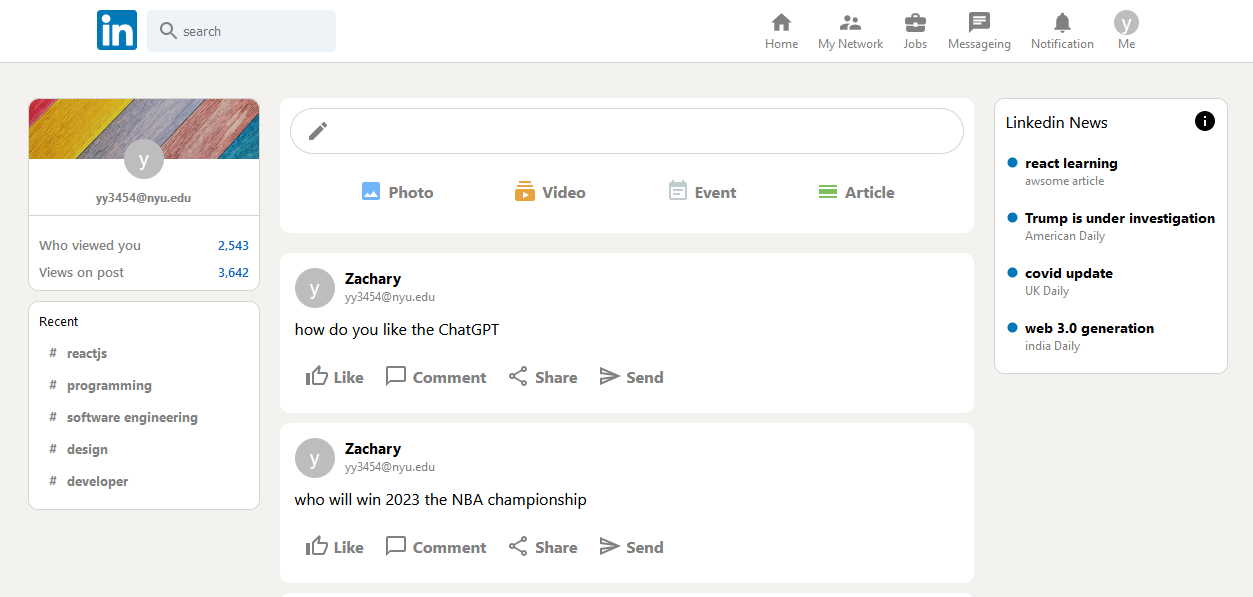 in search
Home My Network Jobs Messageing Notification y Me
y
yy3454@nyu.edu
Who viewed you 2,543
Views on post 3,642
Recent
# reactjs
# programming
# software engineering
# design
# developer
Photo Video Event Article
y Zachary
yy3454@nyu.edu
how do you like the ChatGPT
Like Comment Share Send
y Zachary
yy3454@nyu.edu
who will win 2023 the NBA championship
Like Comment Share Send
Linkedin News i
react learning
awsome article
Trump is under investigation
American Daily
covid update
UK Daily
web 3.0 generation
india Daily